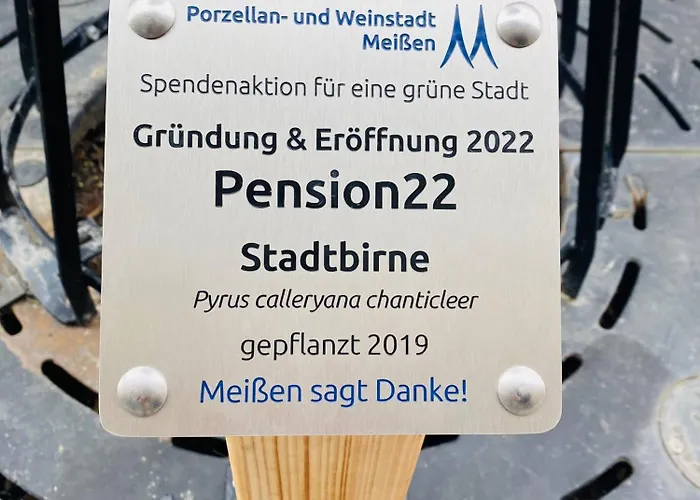 Porzellan- und Weinstadt
Meißen
Spendenaktion für eine grüne Stadt
Gründung & Eröffnung 2022
Pension22
Stadtbirne
Pyrus calleryana chanticleer
gepflanzt 2019
Meißen sagt Danke!